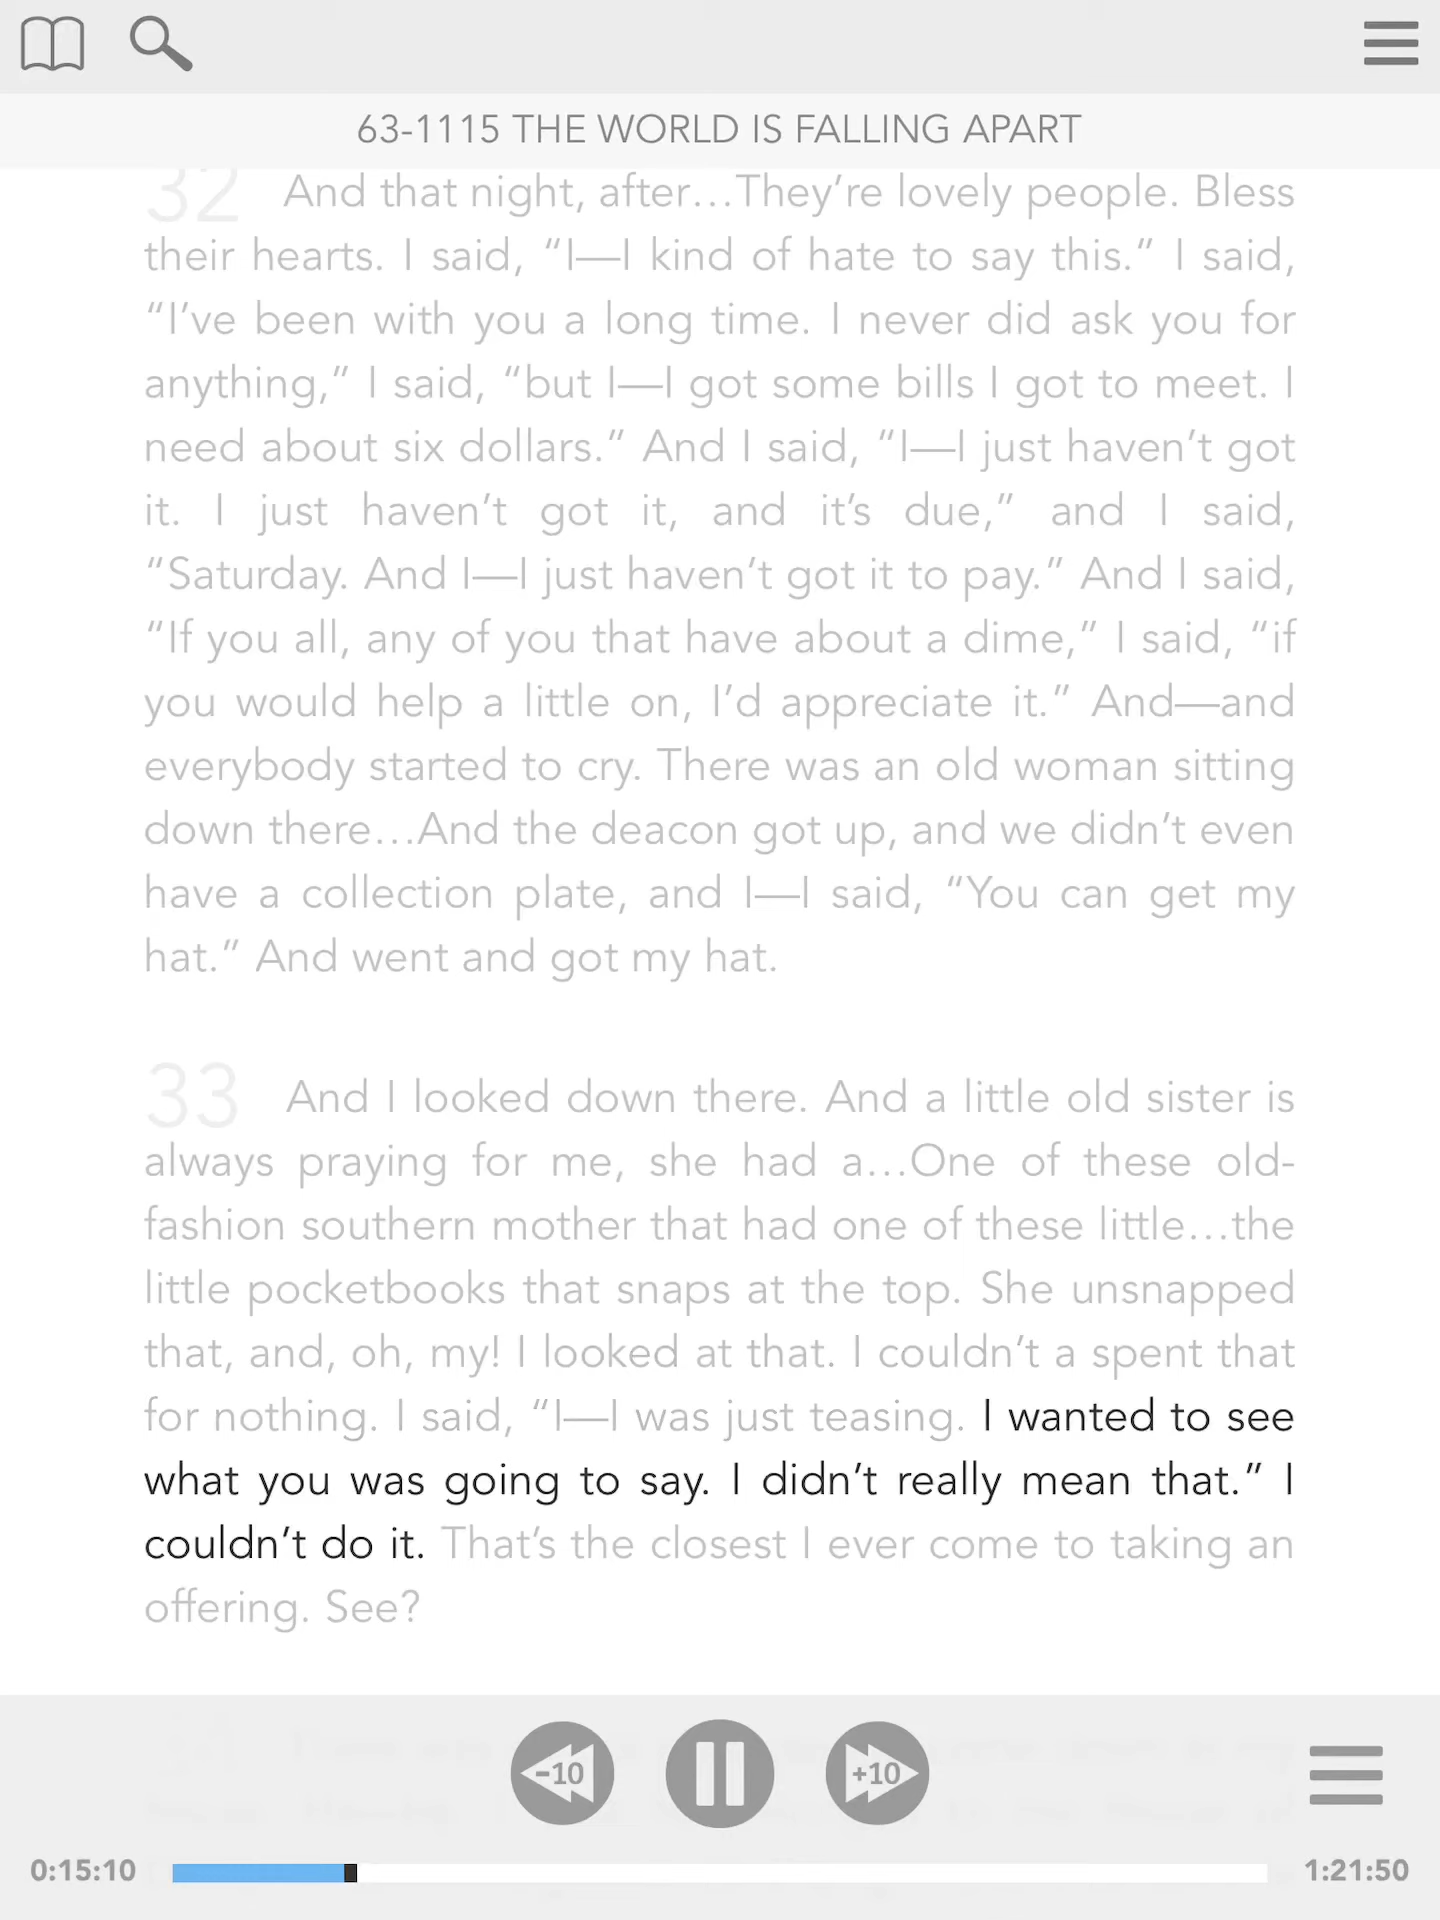 63-1115 THE WORLD IS FALLING APART
32 And that night, after…They’re lovely people. Bless
their hearts. I said, “I—I kind of hate to say this.” I said,
“I’ve been with you a long time. I never did ask you for
anything,” I said, “but I—I got some bills I got to meet. I
need about six dollars.” And I said, “I—I just haven’t got
it. I just haven’t got it, and it’s due,” and I said,
“Saturday. And I—I just haven’t got it to pay.” And I said,
“If you all, any of you that have about a dime,” I said, “if
you would help a little on, I’d appreciate it.” And—and
everybody started to cry. There was an old woman sitting
down there…And the deacon got up, and we didn’t even
have a collection plate, and I—I said, “You can get my
hat.” And went and got my hat.
33 And I looked down there. And a little old sister is
always praying for me, she had a…One of these old-
fashion southern mother that had one of these little…the
little pocketbooks that snaps at the top. She unsnapped
that, and, oh, my! I looked at that. I couldn’t a spent that
for nothing. I said, “I—I was just teasing. I wanted to see
what you was going to say. I didn’t really mean that.” I
couldn’t do it. That’s the closest I ever come to taking an
offering. See?
-10 +10
0:15:10 1:21:50